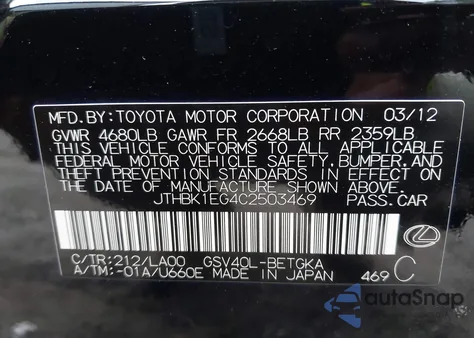 MFD.BY:TOYOTA MOTOR CORPORATION 03/12
GVWR 4680LB GAWR FR 2668LB RR 2359LB
THIS VEHICLE CONFORMS TO ALL APPLICABLE
FEDERAL MOTOR VEHICLE SAFETY,BUMPER,AND
THEFT PREVENTION STANDARDS IN EFFECT ON
THE DATE OF MANUFACTURE SHOWN ABOVE.
JTHBK1EG4C2503469 PASS.CAR
C/TR:212/LA00 GSV40L-BETGKA
A/TM:-01A/U660E MADE IN JAPAN 469 C
autoSnap